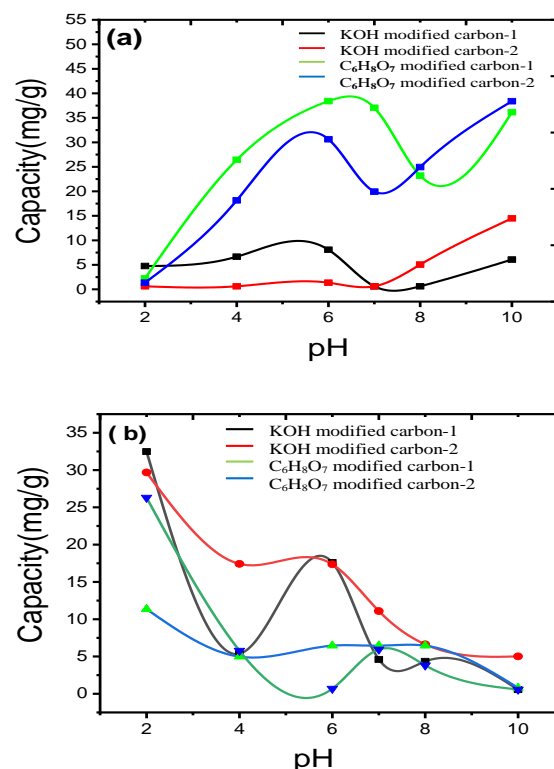 (a)
KOH modified carbon-1
KOH modified carbon-2
C₆H₈O₇ modified carbon-1
C₆H₈O₇ modified carbon-2
Capacity(mg/g)
55
50
45
40
35
30
25
20
15
10
5
0
2 4 6 8 10
pH
( b)
KOH modified carbon-1
KOH modified carbon-2
C₆H₈O₇ modified carbon-1
C₆H₈O₇ modified carbon-2
Capacity(mg/g)
35
30
25
20
15
10
5
0
2 4 6 8 10
pH